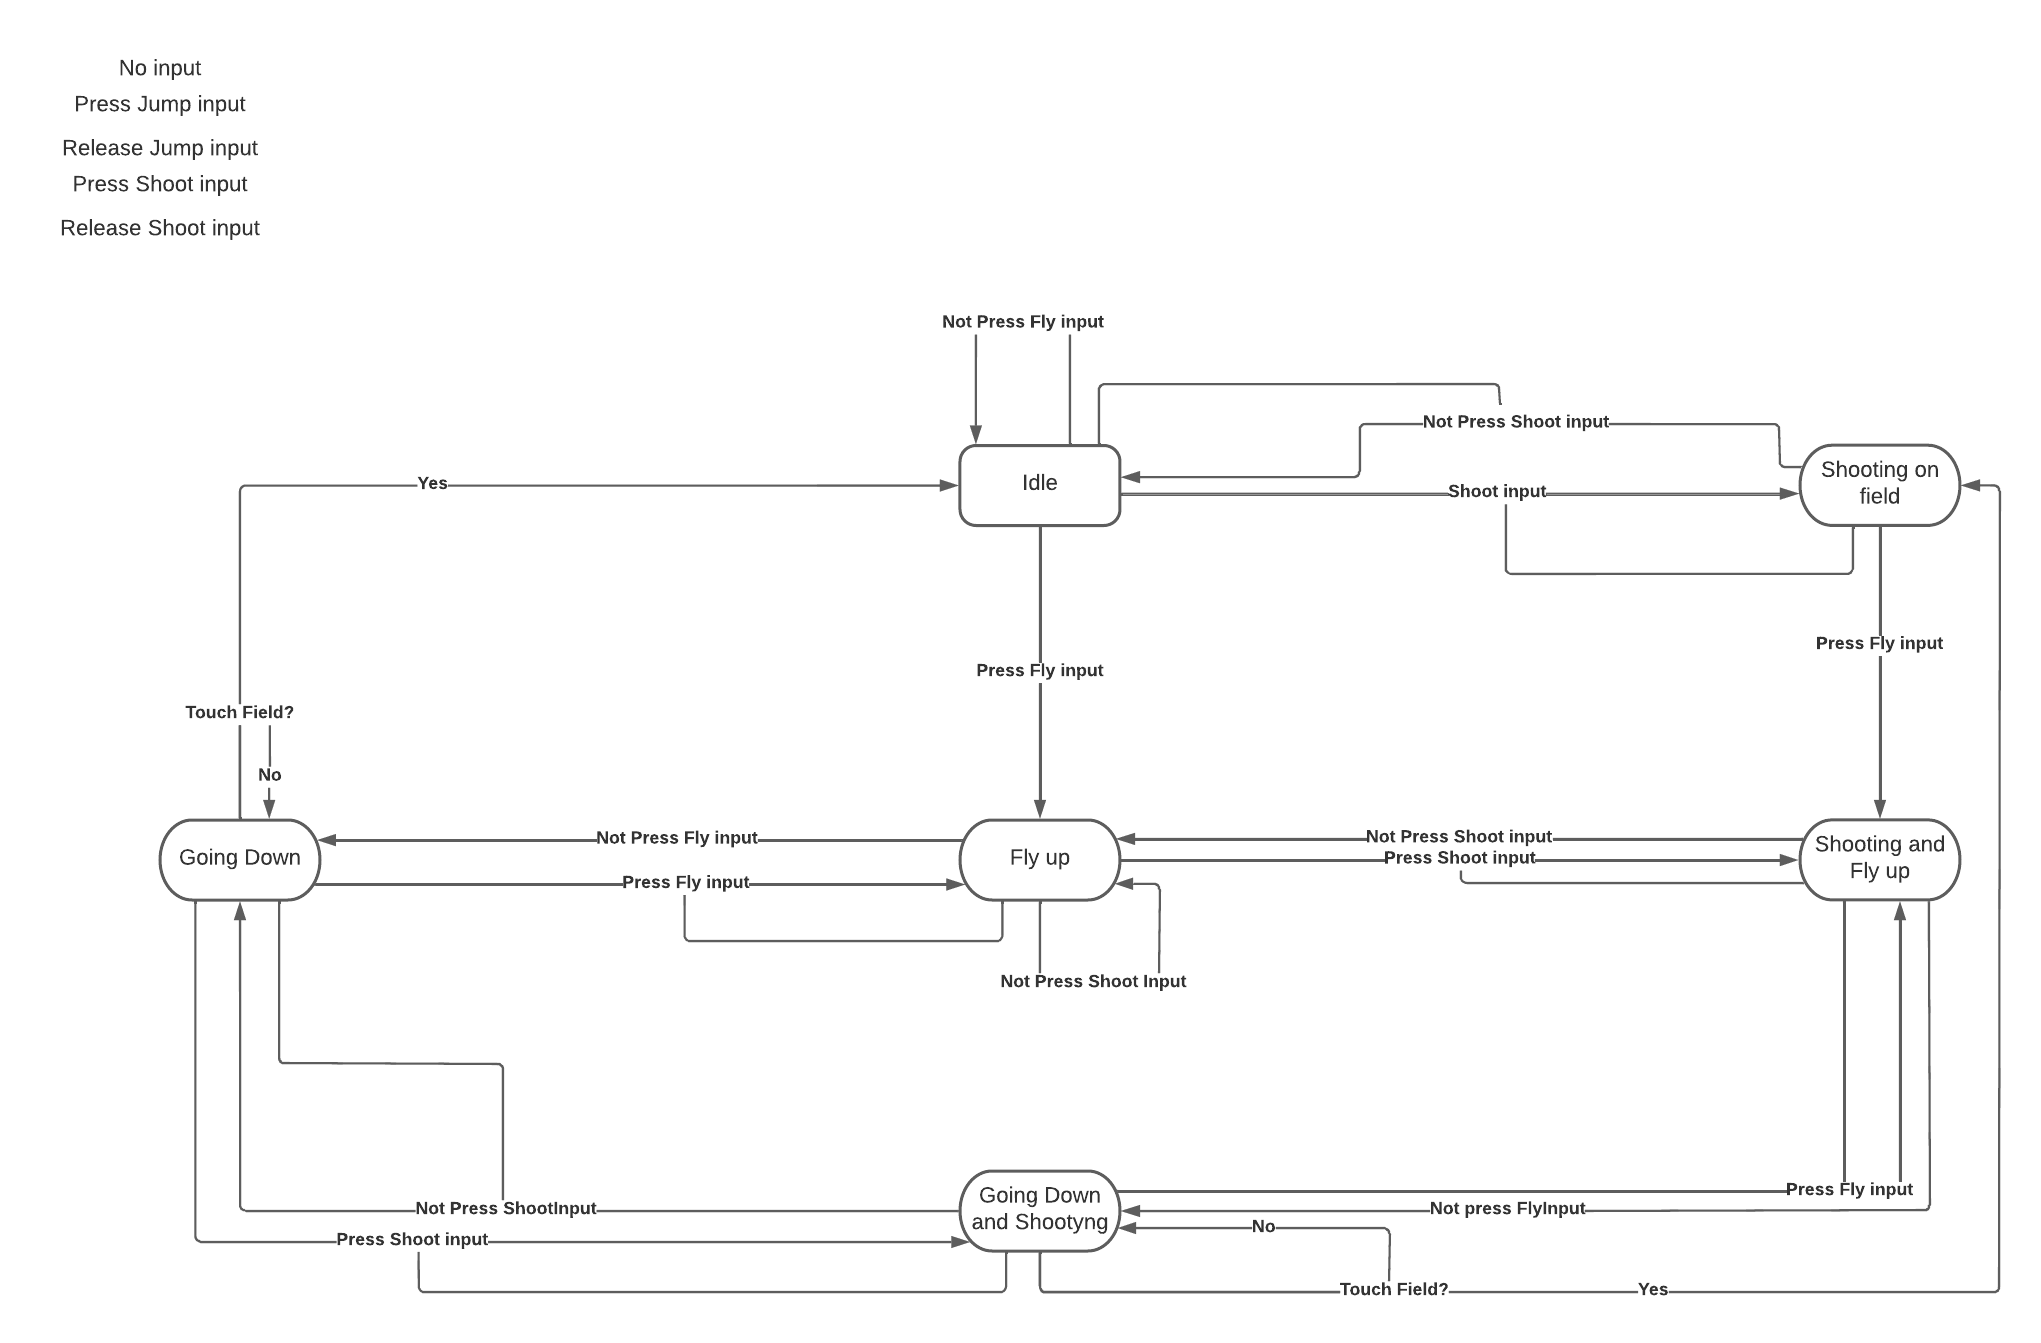 No input
Press Jump input
Release Jump input
Press Shoot input
Release Shoot input
Not Press Fly input
Not Press Shoot input
Shooting on
field
Idle
Yes
Shoot input
Press Fly input
Press Fly input
Touch Field?
No
Not Press Fly input
Not Press Shoot input
Going Down
Fly up
Press Shoot input
Shooting and
Fly up
Press Fly input
Not Press Shoot Input
Going Down
and Shootyng
Press Fly input
Not Press ShootInput
Not press FlyInput
No
Press Shoot input
Touch Field?
Yes